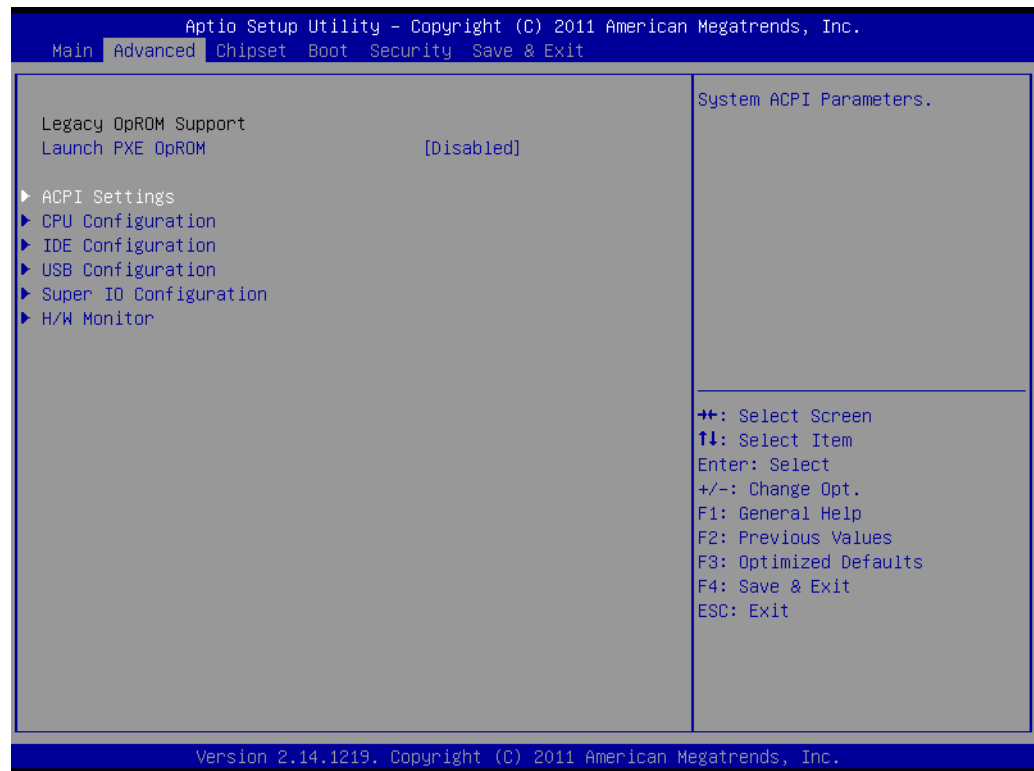 Aptio Setup Utility – Copyright (C) 2011 American Megatrends, Inc.
Main Advanced Chipset Boot Security Save & Exit
Legacy OpROM Support
Launch PXE OpROM [Disabled]
▶ ACPI Settings
▶ CPU Configuration
▶ IDE Configuration
▶ USB Configuration
▶ Super IO Configuration
▶ H/W Monitor
System ACPI Parameters.
→←: Select Screen
↑↓: Select Item
Enter: Select
+/-: Change Opt.
F1: General Help
F2: Previous Values
F3: Optimized Defaults
F4: Save & Exit
ESC: Exit
Version 2.14.1219. Copyright (C) 2011 American Megatrends, Inc.